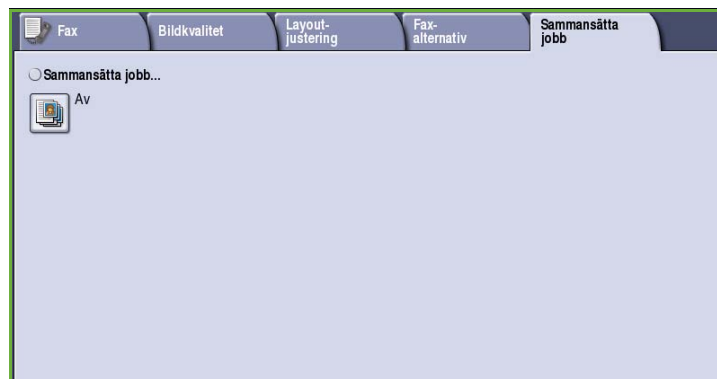 Fax
Bildkvalitet
Layout-
justering
Fax-
alternativ
Sammansätta
jobb
Sammansätta jobb...
Av